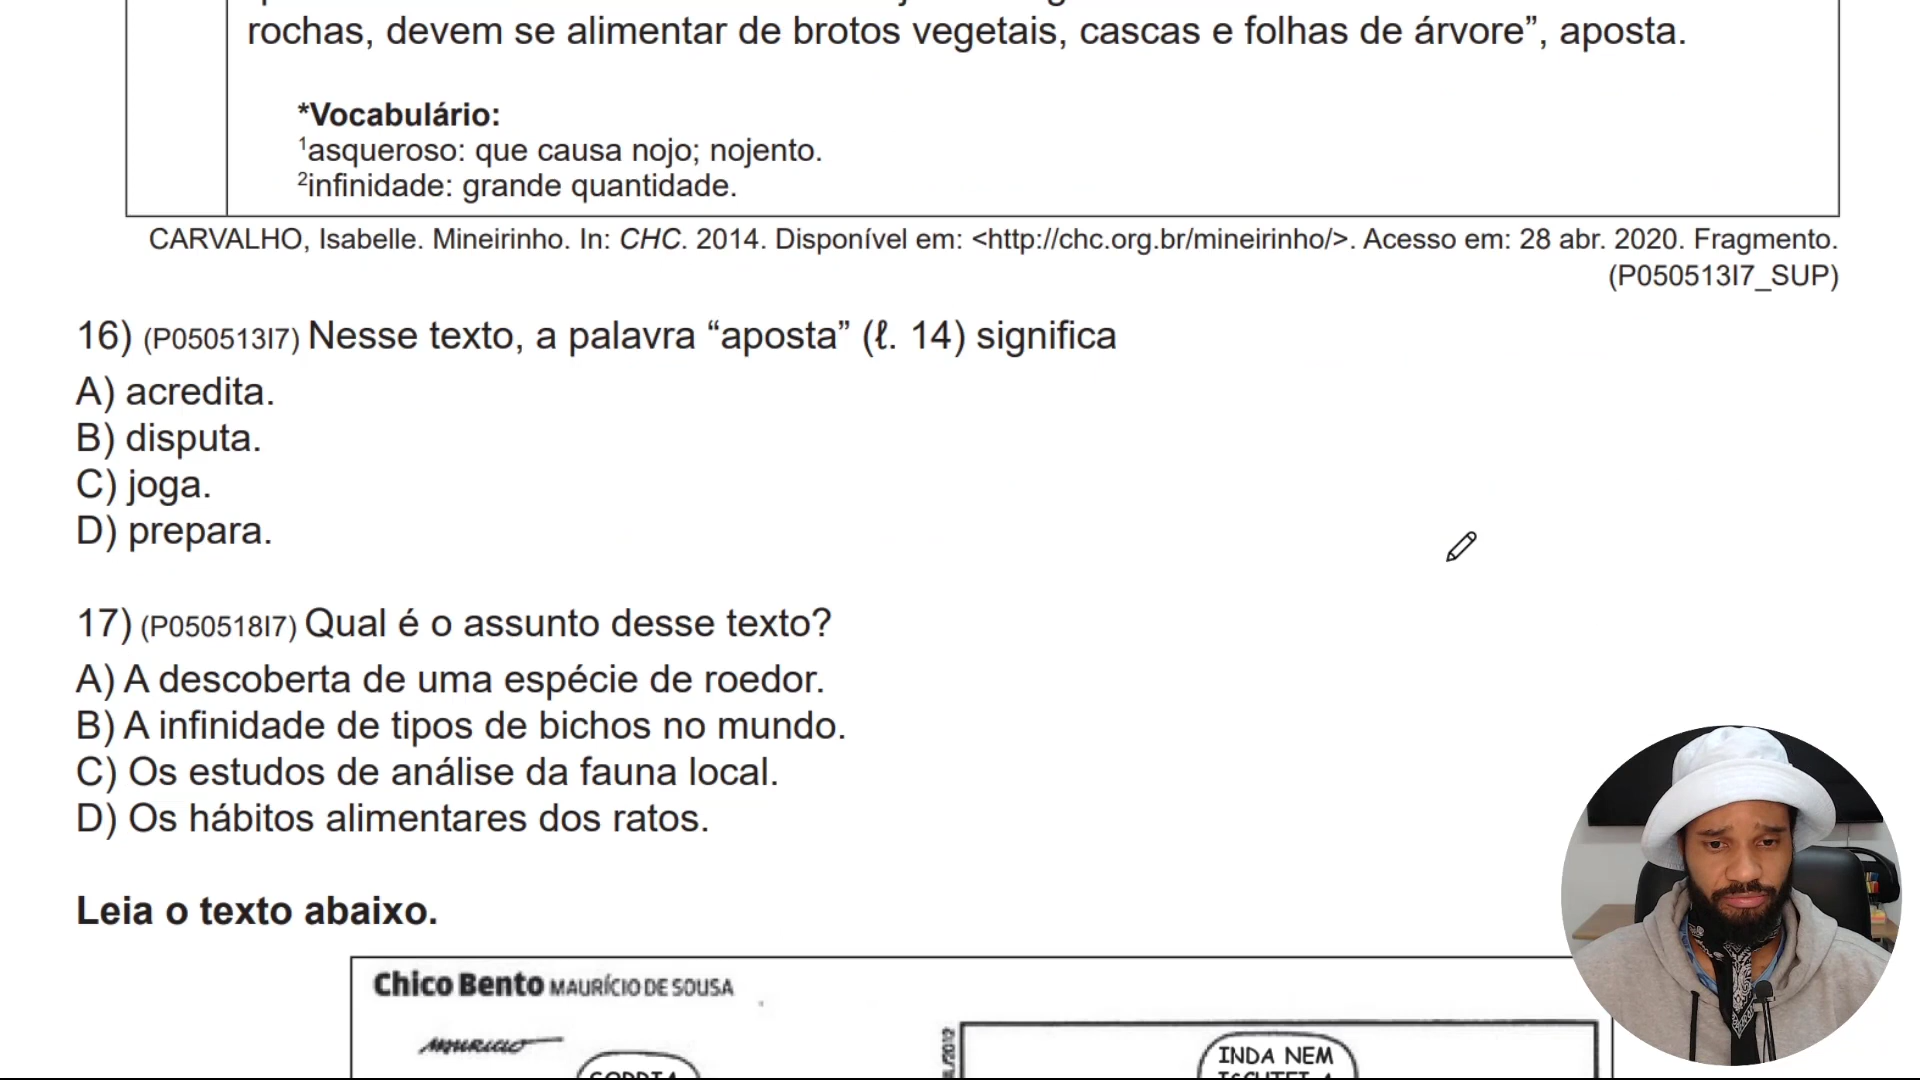 rochas, devem se alimentar de brotos vegetais, cascas e folhas de árvore”, aposta.
*Vocabulário:
¹asqueroso: que causa nojo; nojento.
²infinidade: grande quantidade.
CARVALHO, Isabelle. Mineirinho. In: CHC. 2014. Disponível em: <http://chc.org.br/mineirinho/>. Acesso em: 28 abr. 2020. Fragmento.
(P050513I7_SUP)
16) (P050513I7) Nesse texto, a palavra “aposta” (ℓ. 14) significa
A) acredita.
B) disputa.
C) joga.
D) prepara.
17) (P050518I7) Qual é o assunto desse texto?
A) A descoberta de uma espécie de roedor.
B) A infinidade de tipos de bichos no mundo.
C) Os estudos de análise da fauna local.
D) Os hábitos alimentares dos ratos.
Leia o texto abaixo.
Chico Bento MAURÍCIO DE SOUSA
INDA NEM